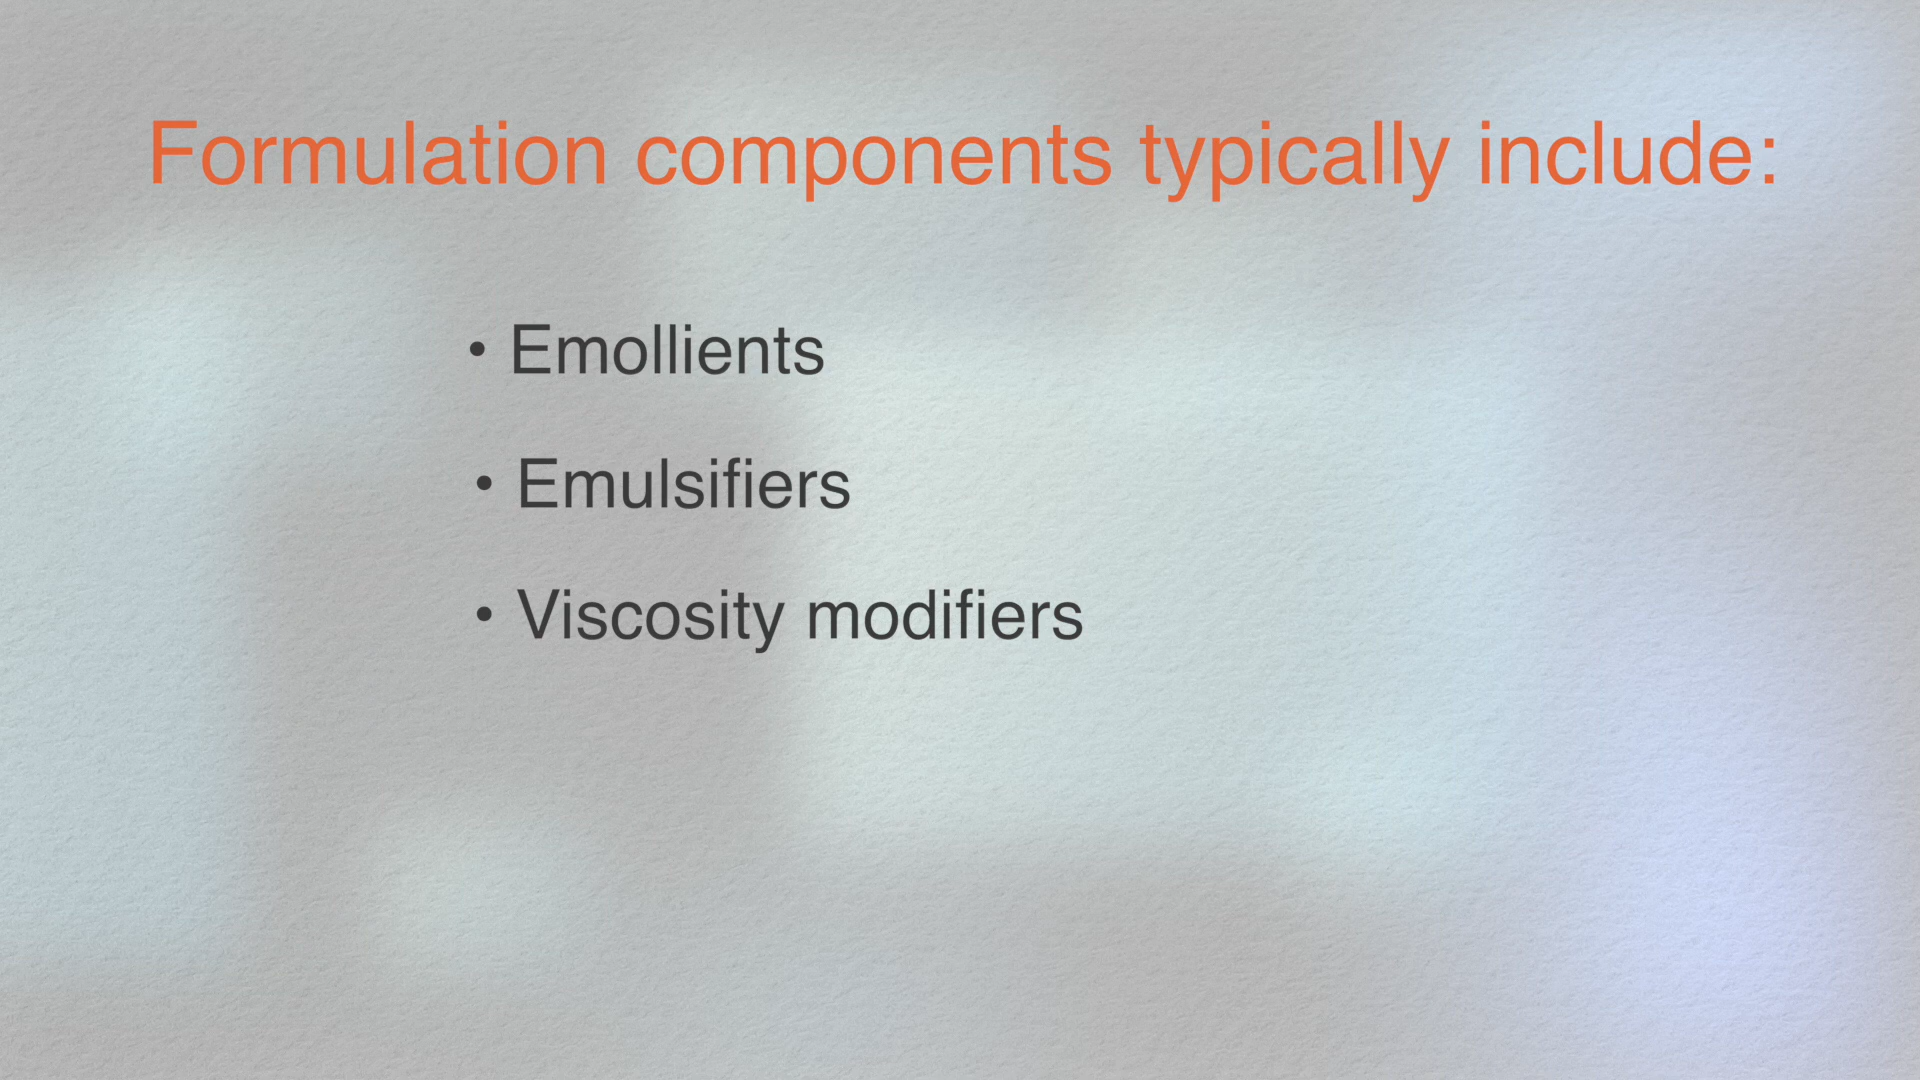 Formulation components typically include:
• Emollients
• Emulsifiers
• Viscosity modifiers